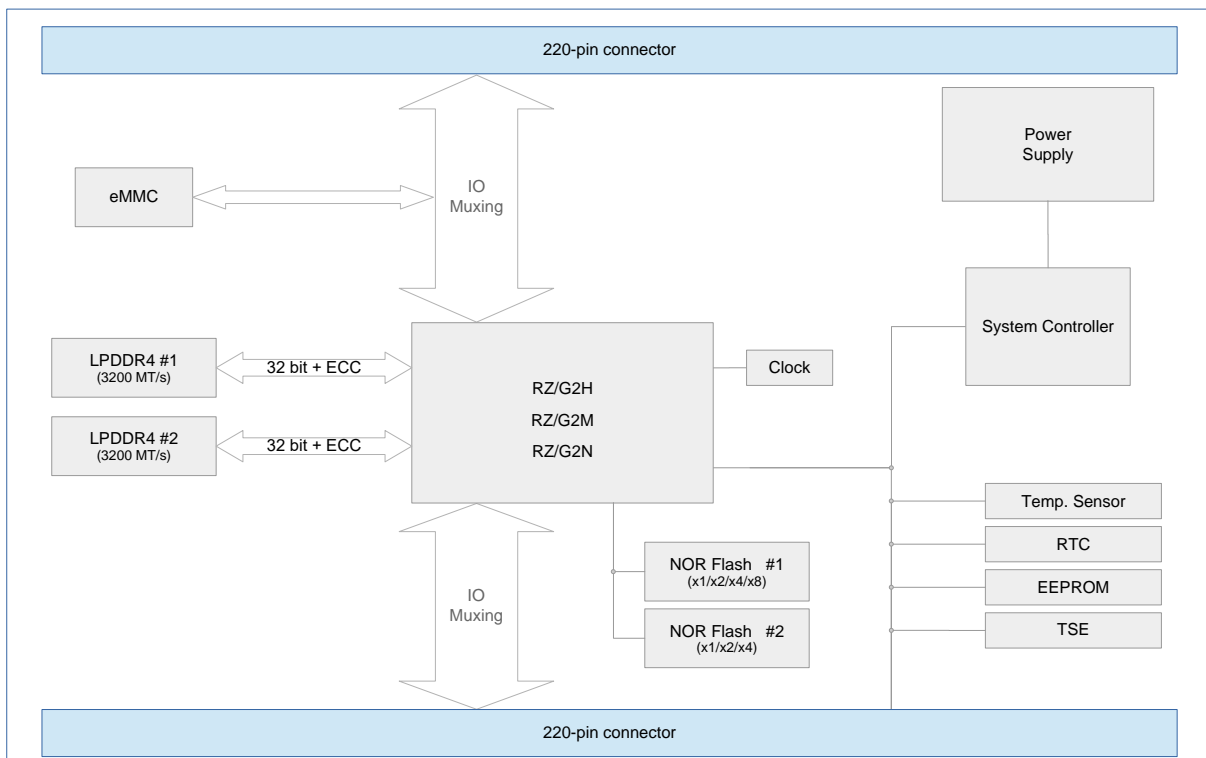 220-pin connector
Power
Supply
eMMC
IO
Muxing
System Controller
LPDDR4 #1
(3200 MT/s)
32 bit + ECC
Clock
RZ/G2H
RZ/G2M
RZ/G2N
LPDDR4 #2
(3200 MT/s)
32 bit + ECC
Temp. Sensor
RTC
EEPROM
TSE
NOR Flash #1
(x1/x2/x4/x8)
IO
Muxing
NOR Flash #2
(x1/x2/x4)
220-pin connector